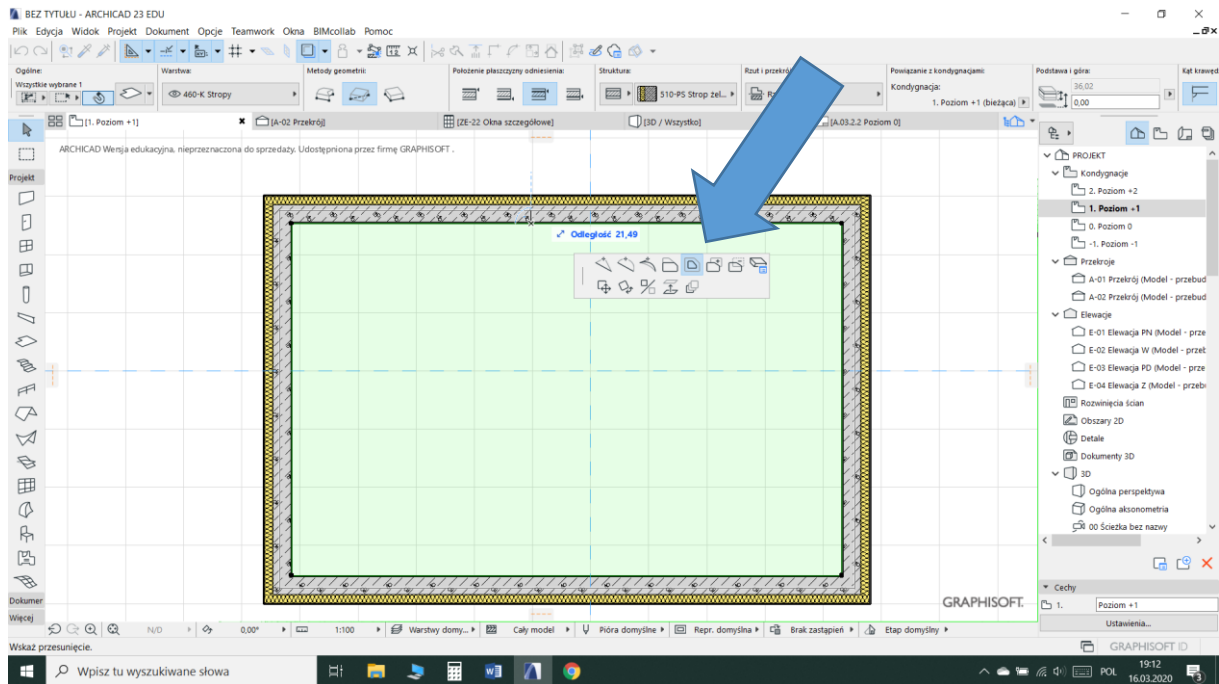 BEZ TYTUŁU - ARCHICAD 23 EDU
Plik Edycja Widok Projekt Dokument Opcje Teamwork Okna BIMcollab Pomoc
Ogólne:
Wszystkie wybrane 1
Warstwa:
460-K Stropy
Metody geometrii:
Położenie płaszczyzny odniesienia:
Struktura:
510-PS Strop żel...
Rzut i przekrój
Powiązanie z kondygnacjami:
Kondygnacja:
1. Poziom +1 (bieżąca)
Podstawa i góra:
36,02
0,00
Kąt krawęd
[1. Poziom +1]
[A-02 Przekrój]
[ZE-22 Okna szczegółowe]
[3D / Wszystko]
[A.03.2.2 Poziom 0]
ARCHICAD Wersja edukacyjna, nieprzeznaczona do sprzedaży. Udostępniona przez firmę GRAPHISOFT .
Projekt
Dokumer
Więcej
Odległość 21,49
GRAPHISOFT.
PROJEKT
Kondygnacje
2. Poziom +2
1. Poziom +1
0. Poziom 0
-1. Poziom -1
Przekroje
A-01 Przekrój (Model - przebud
A-02 Przekrój (Model - przebud
Elewacje
E-01 Elewacja PN (Model - prze
E-02 Elewacja W (Model - przeb
E-03 Elewacja PD (Model - prze
E-04 Elewacja Z (Model - przebu
Rozwinięcia ścian
Obszary 2D
Detale
Dokumenty 3D
3D
Ogólna perspektywa
Ogólna aksonometria
00 Ścieżka bez nazwy
Cechy
1. Poziom +1
Ustawienia...
N/D 0,00° 1:100 Warstwy domy... Cały model Pióra domyślne Repr. domyślna Brak zastąpień Etap domyślny
Wskaż przesunięcie.
GRAPHISOFT ID
Wpisz tu wyszukiwane słowa
POL
19:12
16.03.2020